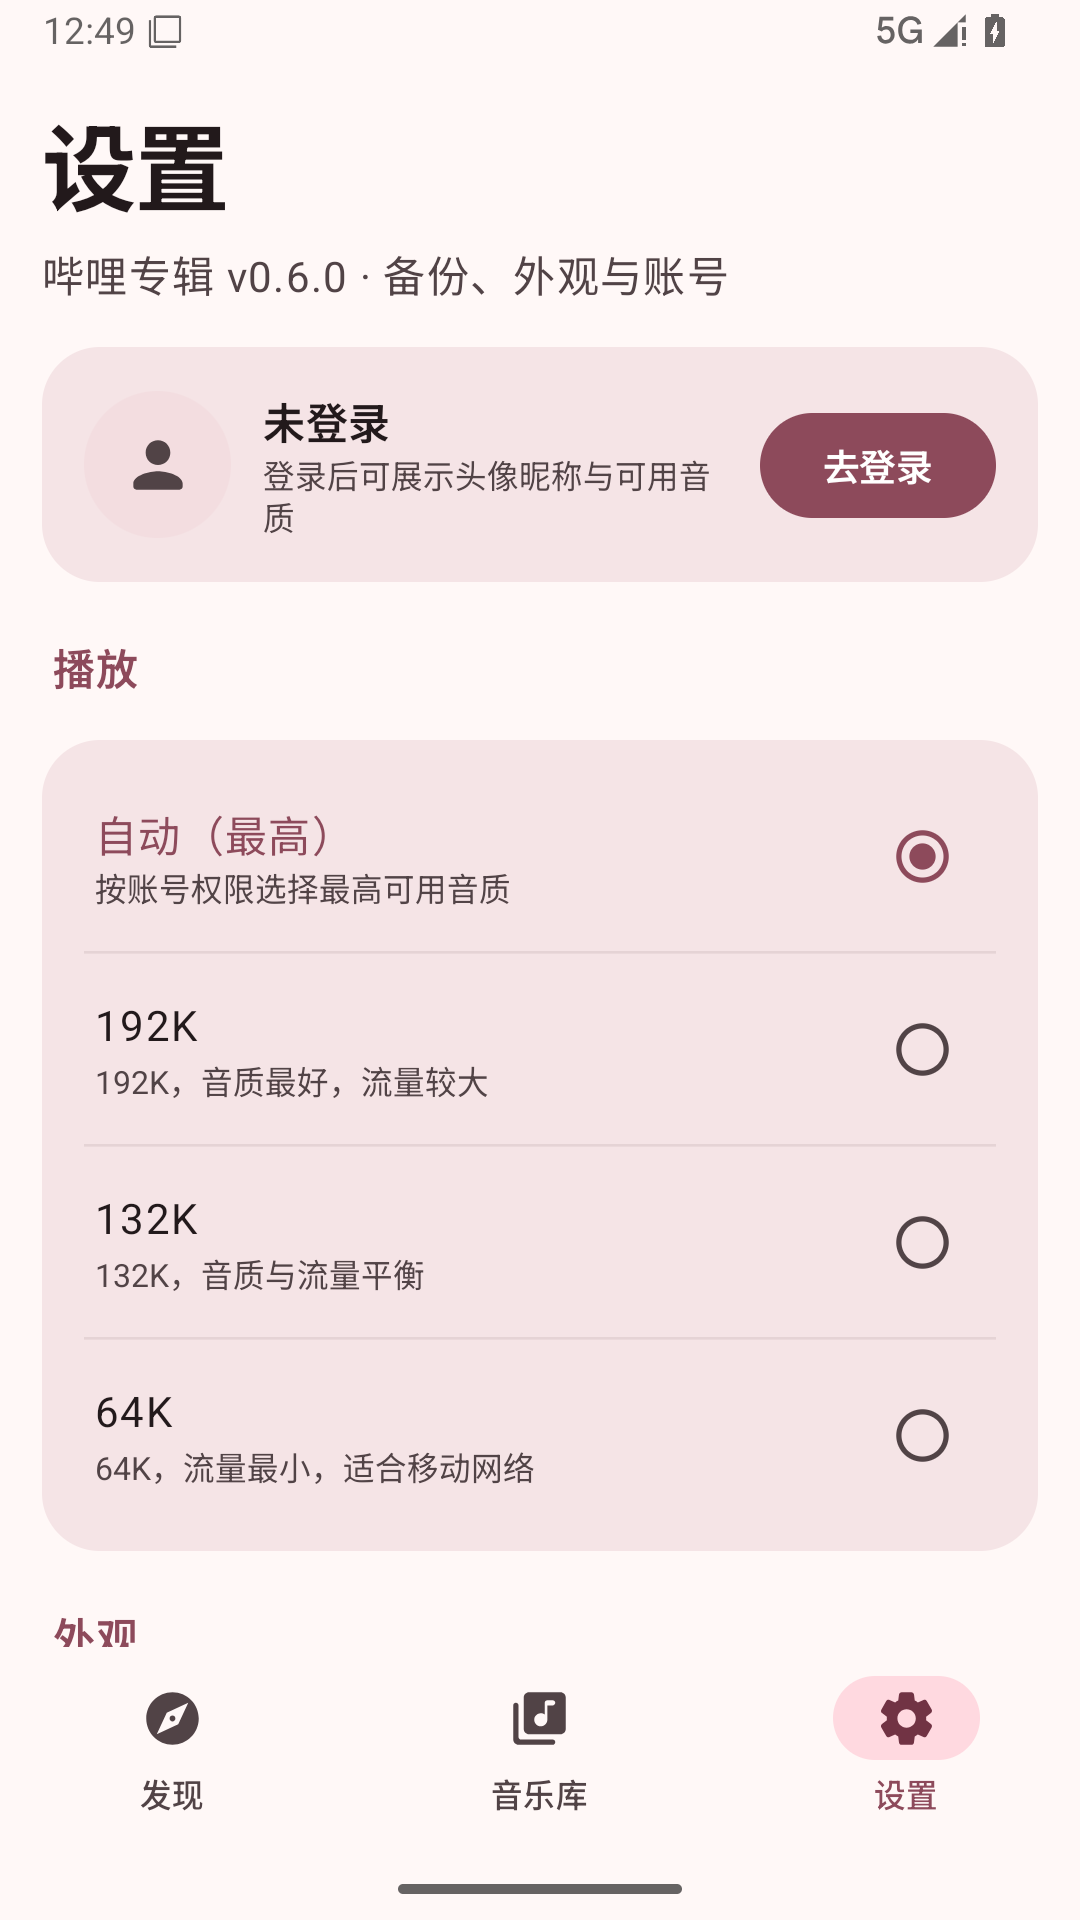 12:49
5G
设置
哔哩专辑 v0.6.0 · 备份、外观与账号
未登录
登录后可展示头像昵称与可用音
质
去登录
播放
自动（最高）
按账号权限选择最高可用音质
192K
192K，音质最好，流量较大
132K
132K，音质与流量平衡
64K
64K，流量最小，适合移动网络
外观
发现
音乐库
设置